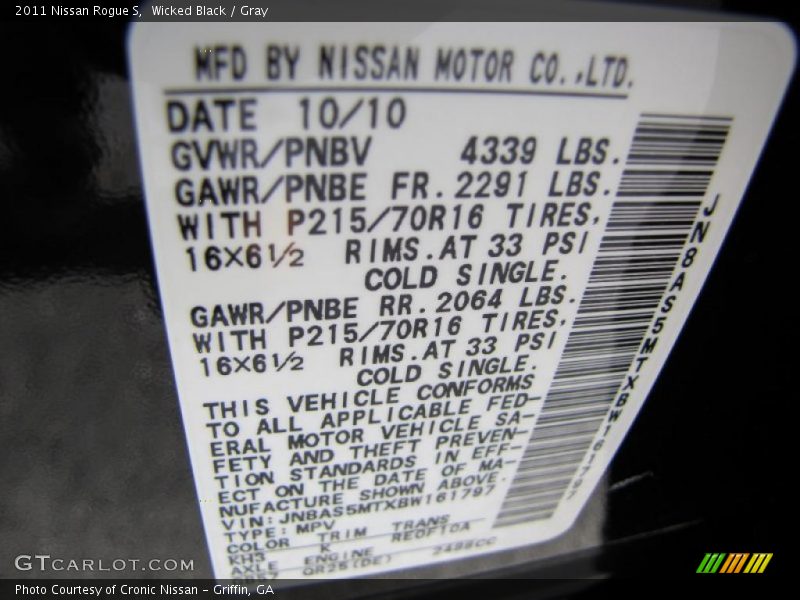 2011 Nissan Rogue S, Wicked Black / Gray
MFD BY NISSAN MOTOR CO.,LTD.
DATE 10/10
GVWR/PNBV 4339 LBS.
GAWR/PNBE FR. 2291 LBS.
WITH P215/70R16 TIRES,
16×6½ RIMS. AT 33 PSI
COLD SINGLE.
GAWR/PNBE RR. 2064 LBS.
WITH P215/70R16 TIRES,
16×6½ RIMS. AT 33 PSI
COLD SINGLE.
THIS VEHICLE CONFORMS
TO ALL APPLICABLE FED-
ERAL MOTOR VEHICLE SA-
FETY AND THEFT PREVEN-
TION STANDARDS IN EFF-
ECT ON THE DATE OF MA-
NUFACTURE SHOWN ABOVE.
VIN: JN8AS5MTXBW161797
TYPE: MPV
COLOR TRIM TRANS
KH3 K RE0F10A
AXLE ENGINE 2488CC
QR25(DE)
JN8AS5MTXBW161797
GTCARLOT.COM
Photo Courtesy of Cronic Nissan - Griffin, GA